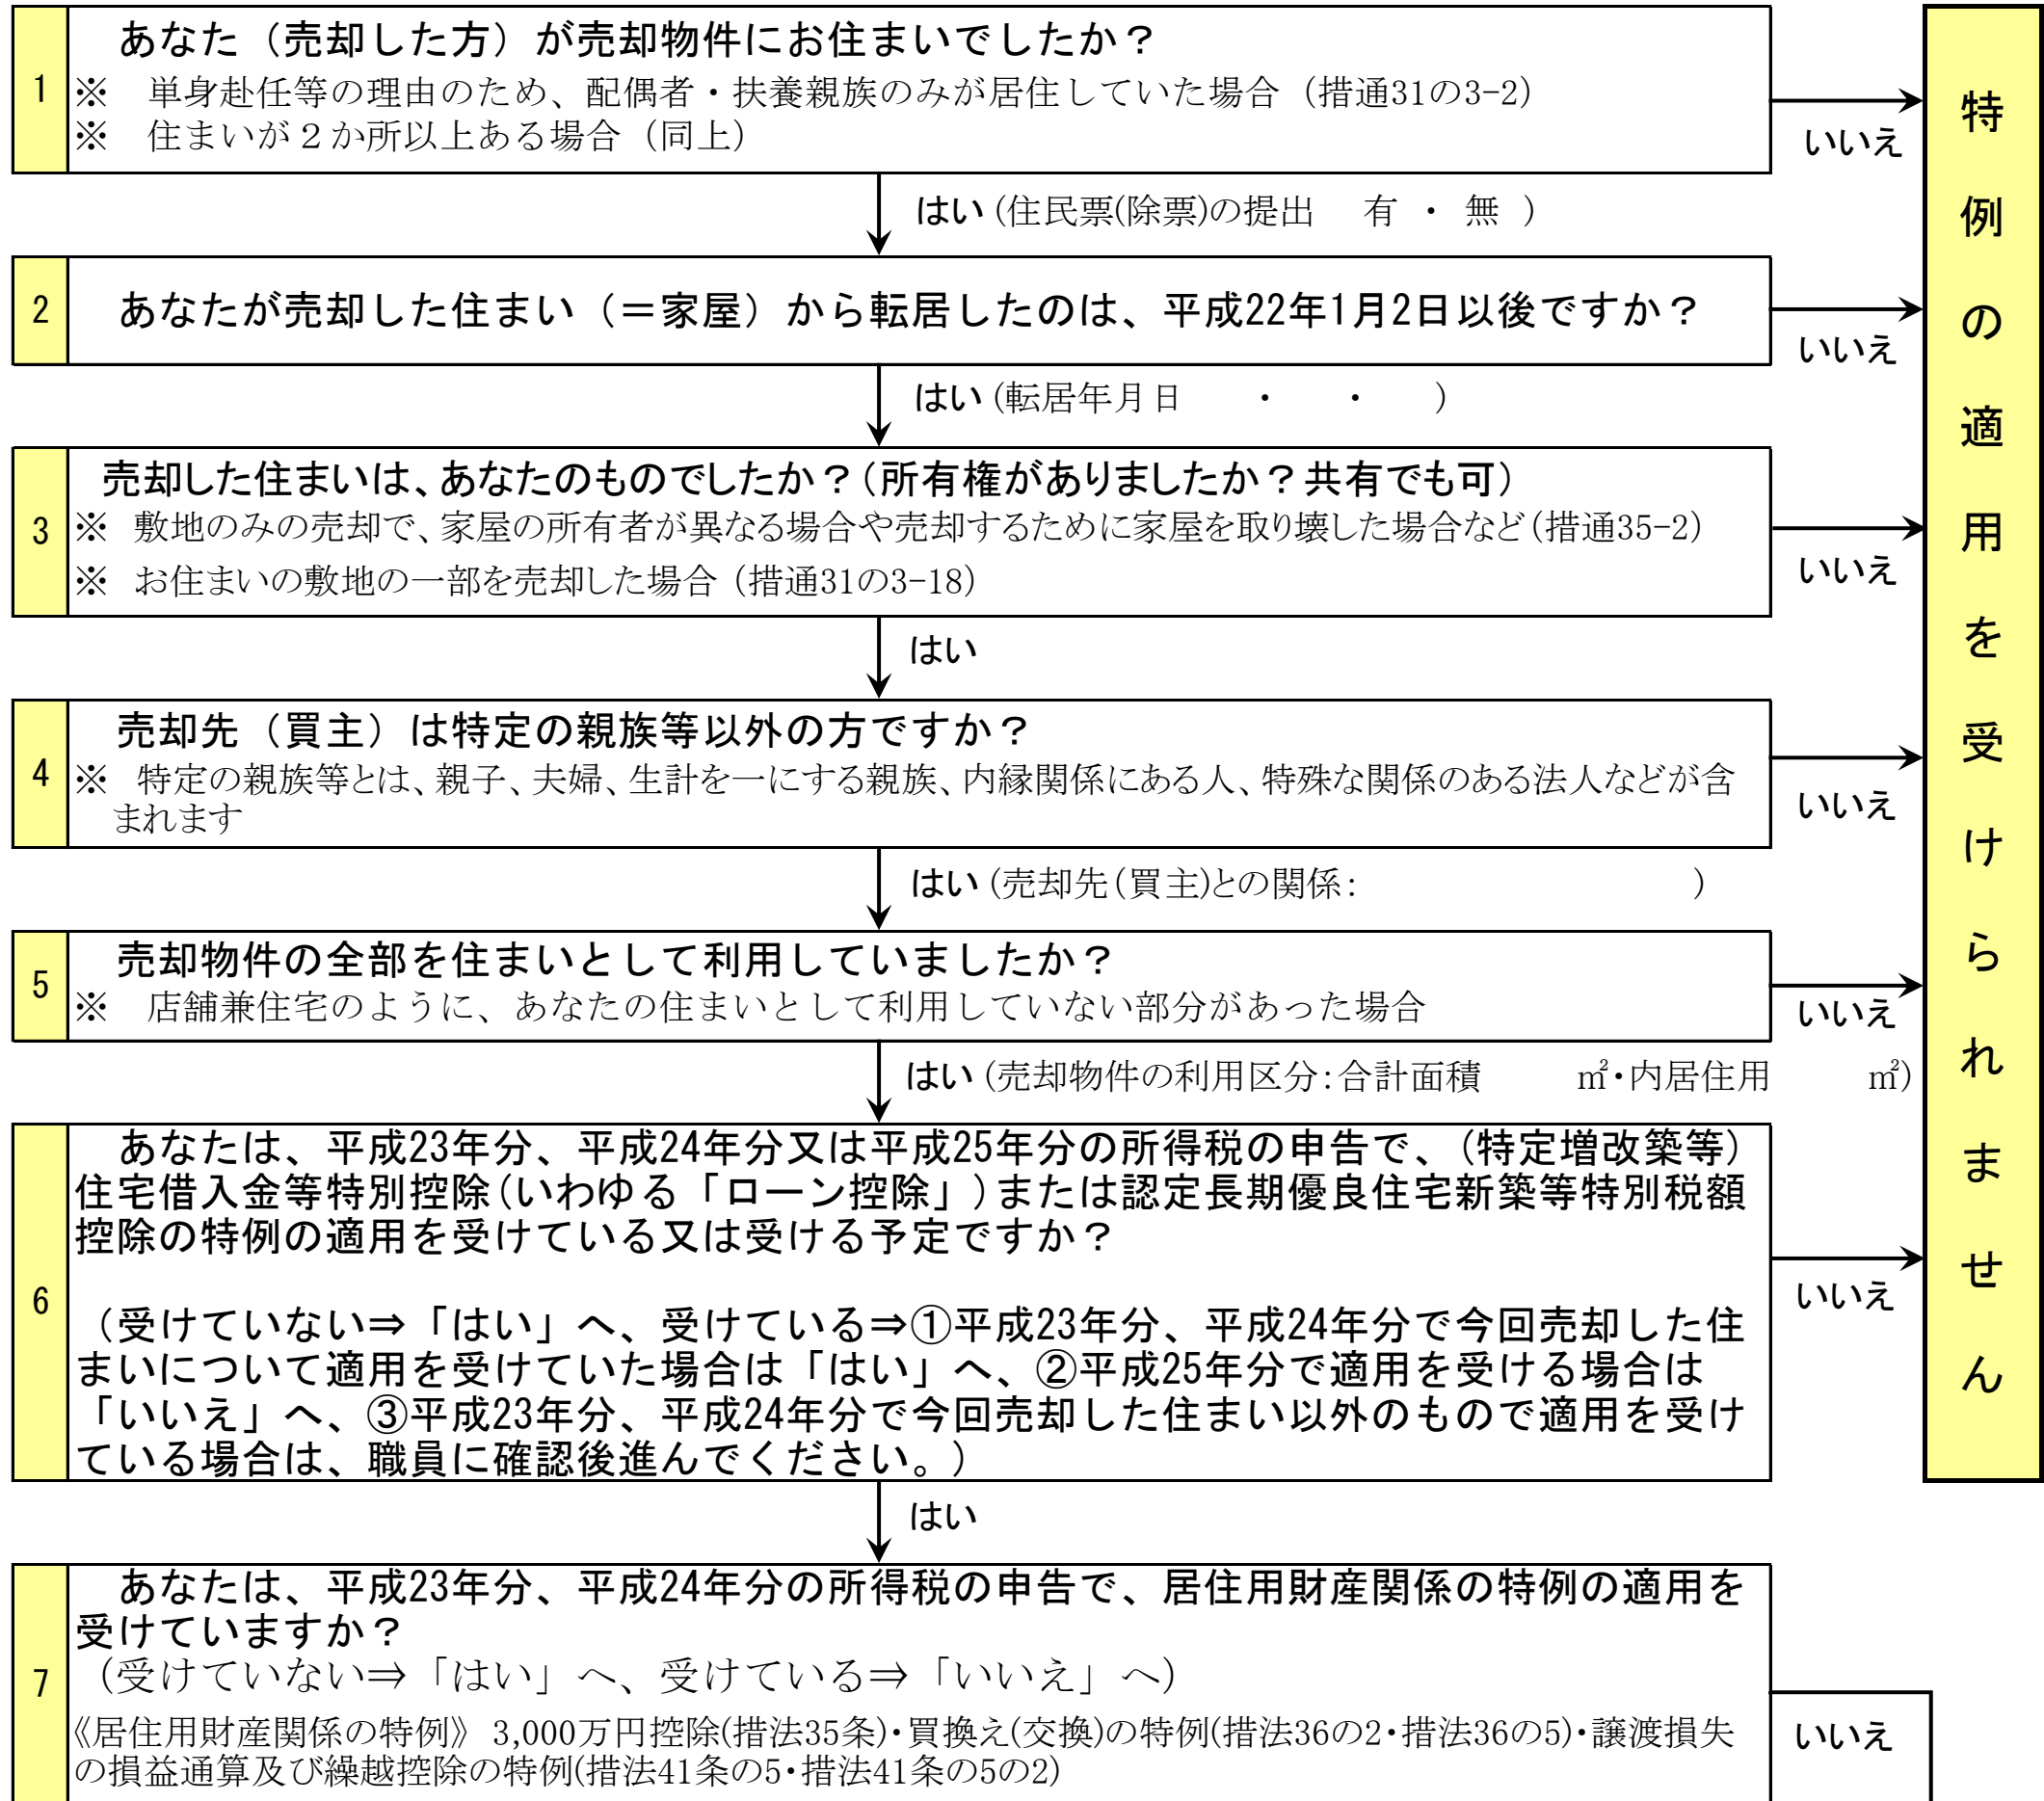 1
あなた（売却した方）が売却物件にお住まいでしたか？
※　単身赴任等の理由のため、配偶者・扶養親族のみが居住していた場合（措通31の3-2）
※　住まいが２か所以上ある場合（同上）
いいえ
はい（住民票(除票)の提出　有　・　無　）
2
あなたが売却した住まい（＝家屋）から転居したのは、平成22年1月2日以後ですか？
いいえ
はい（転居年月日　　・　　・　　）
3
売却した住まいは、あなたのものでしたか？（所有権がありましたか？共有でも可）
※　敷地のみの売却で、家屋の所有者が異なる場合や売却するために家屋を取り壊した場合など（措通35-2）
※　お住まいの敷地の一部を売却した場合（措通31の3-18）
いいえ
はい
4
売却先（買主）は特定の親族等以外の方ですか？
※　特定の親族等とは、親子、夫婦、生計を一にする親族、内縁関係にある人、特殊な関係のある法人などが含
まれます
いいえ
はい（売却先（買主）との関係：　　　　　　　　）
5
売却物件の全部を住まいとして利用していましたか？
※　店舗兼住宅のように、あなたの住まいとして利用していない部分があった場合
いいえ
はい（売却物件の利用区分：合計面積　　　㎡・内居住用　　　㎡）
6
あなたは、平成23年分、平成24年分又は平成25年分の所得税の申告で、（特定増改築等）
住宅借入金等特別控除(いわゆる「ローン控除」)または認定長期優良住宅新築等特別税額
控除の特例の適用を受けている又は受ける予定ですか？
（受けていない⇒「はい」へ、受けている⇒①平成23年分、平成24年分で今回売却した住
まいについて適用を受けていた場合は「はい」へ、②平成25年分で適用を受ける場合は
「いいえ」へ、③平成23年分、平成24年分で今回売却した住まい以外のもので適用を受け
ている場合は、職員に確認後進んでください。）
いいえ
はい
7
あなたは、平成23年分、平成24年分の所得税の申告で、居住用財産関係の特例の適用を
受けていますか？
（受けていない⇒「はい」へ、受けている⇒「いいえ」へ）
《居住用財産関係の特例》 3,000万円控除(措法35条)・買換え(交換)の特例(措法36の2・措法36の5)・譲渡損失
の損益通算及び繰越控除の特例(措法41条の5・措法41条の5の2)
いいえ
特例の適用を受けられません